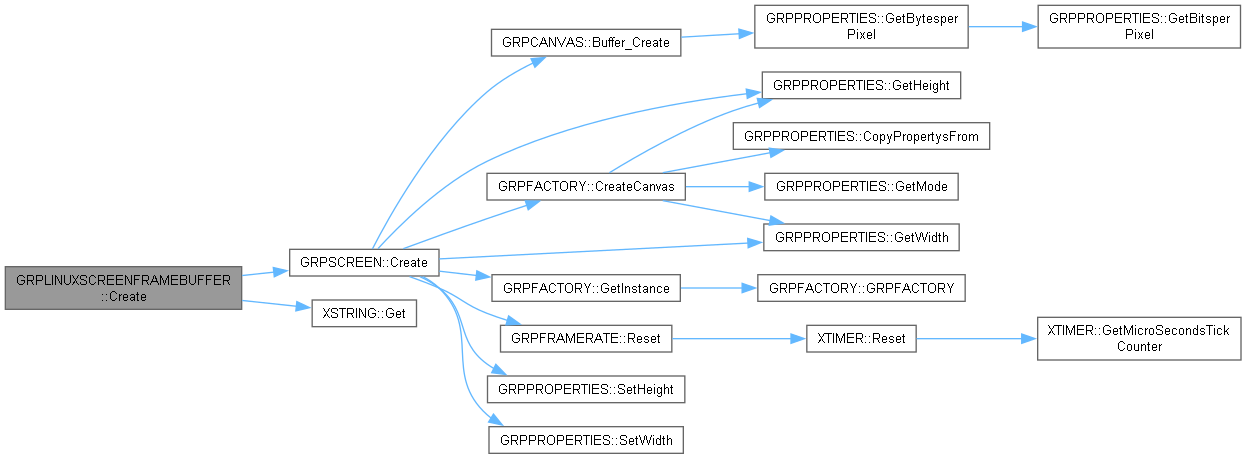 GRPLINUXSCREENFRAMEBUFFER
::Create
GRPSCREEN::Create
XSTRING::Get
GRPCANVAS::Buffer_Create
GRPPROPERTIES::GetBytesper
Pixel
GRPPROPERTIES::GetBitsper
Pixel
GRPPROPERTIES::GetHeight
GRPPROPERTIES::CopyPropertysFrom
GRPFACTORY::CreateCanvas
GRPPROPERTIES::GetMode
GRPPROPERTIES::GetWidth
GRPFACTORY::GetInstance
GRPFACTORY::GRPFACTORY
GRPFRAMERATE::Reset
XTIMER::Reset
XTIMER::GetMicroSecondsTick
Counter
GRPPROPERTIES::SetHeight
GRPPROPERTIES::SetWidth